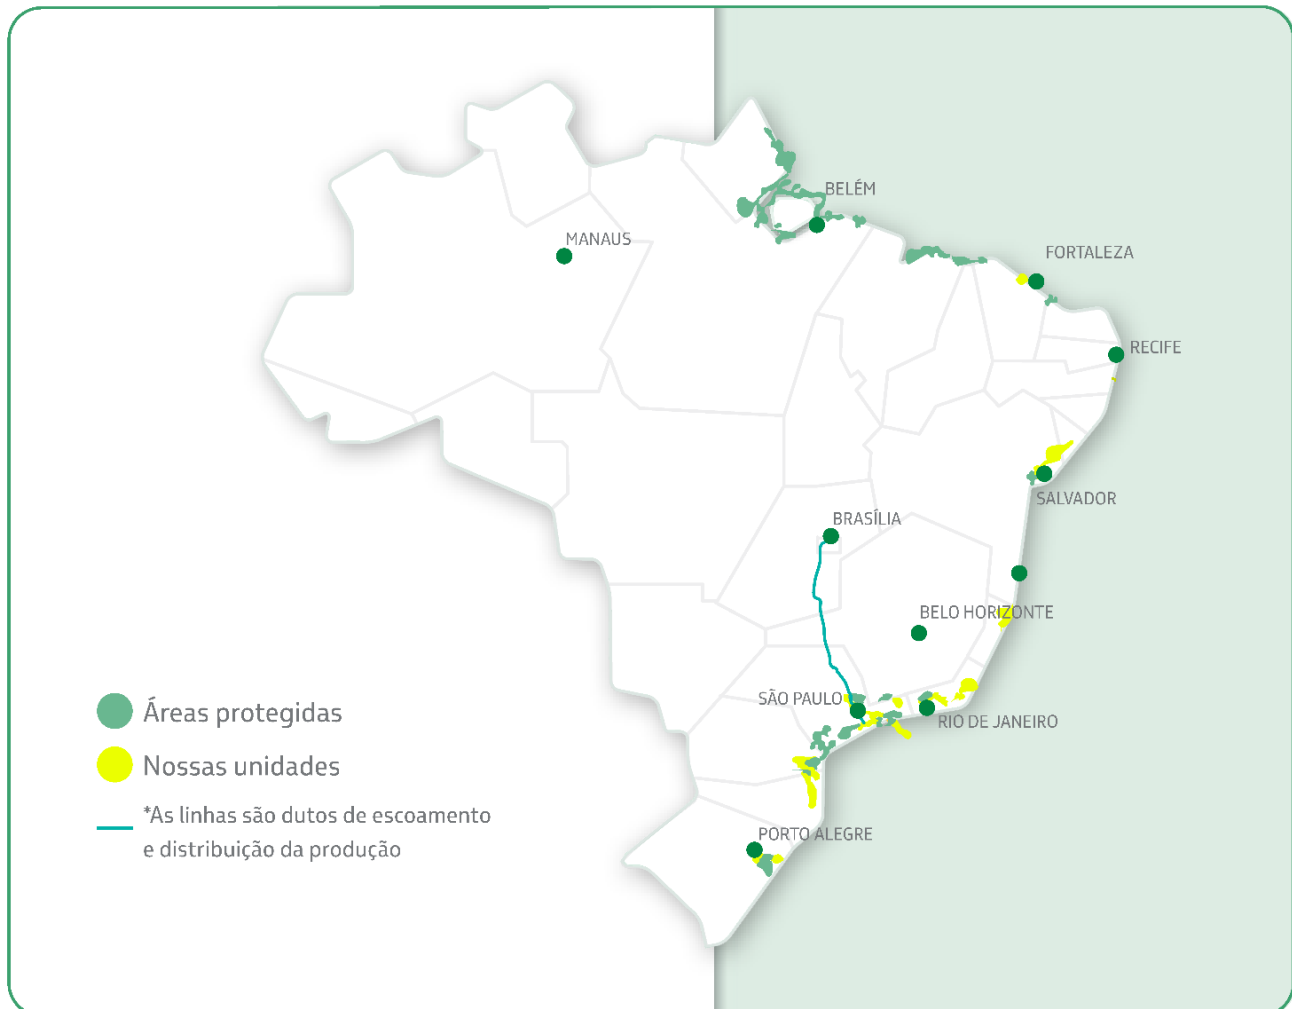 BELÉM
MANAUS
FORTALEZA
RECIFE
SALVADOR
BRASÍLIA
BELO HORIZONTE
SÃO PAULO
RIO DE JANEIRO
PORTO ALEGRE
Áreas protegidas
Nossas unidades
*As linhas são dutos de escoamento
e distribuição da produção